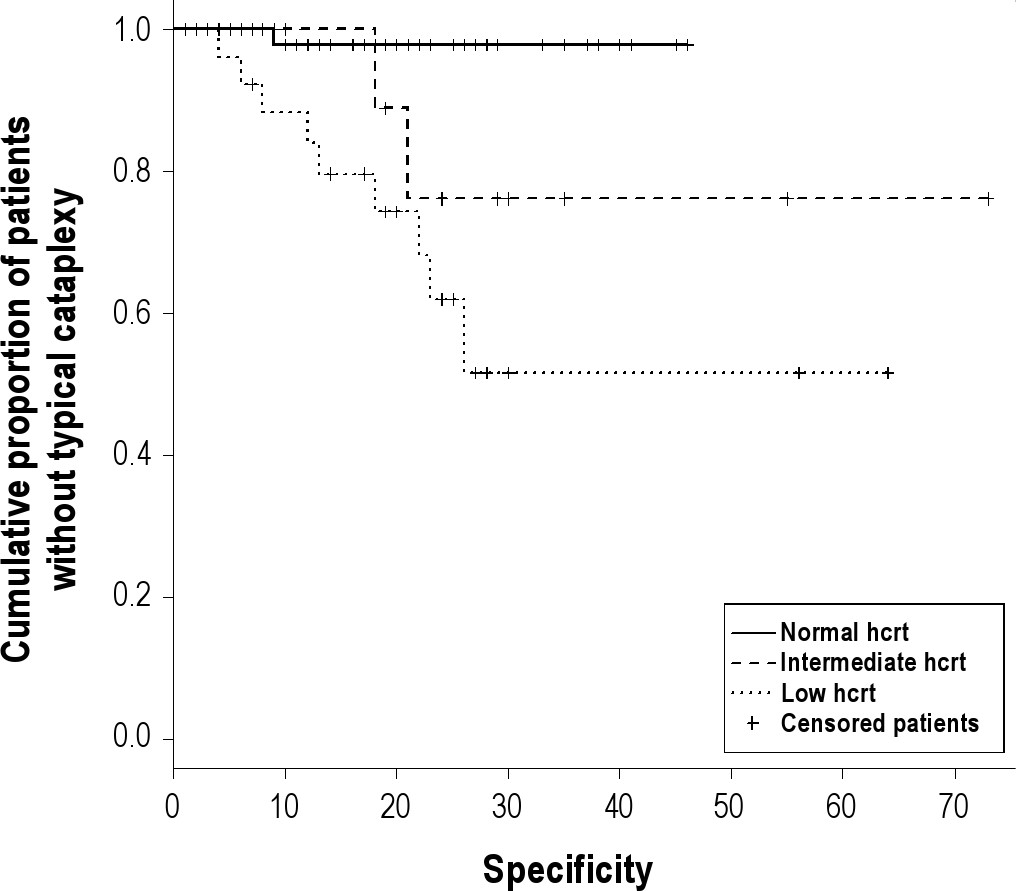 Cumulative proportion of patients
without typical cataplexy
1.0
0.8
0.6
0.4
0.2
0.0
0 10 20 30 40 50 60 70
Specificity
Normal hcrt
Intermediate hcrt
Low hcrt
Censored patients